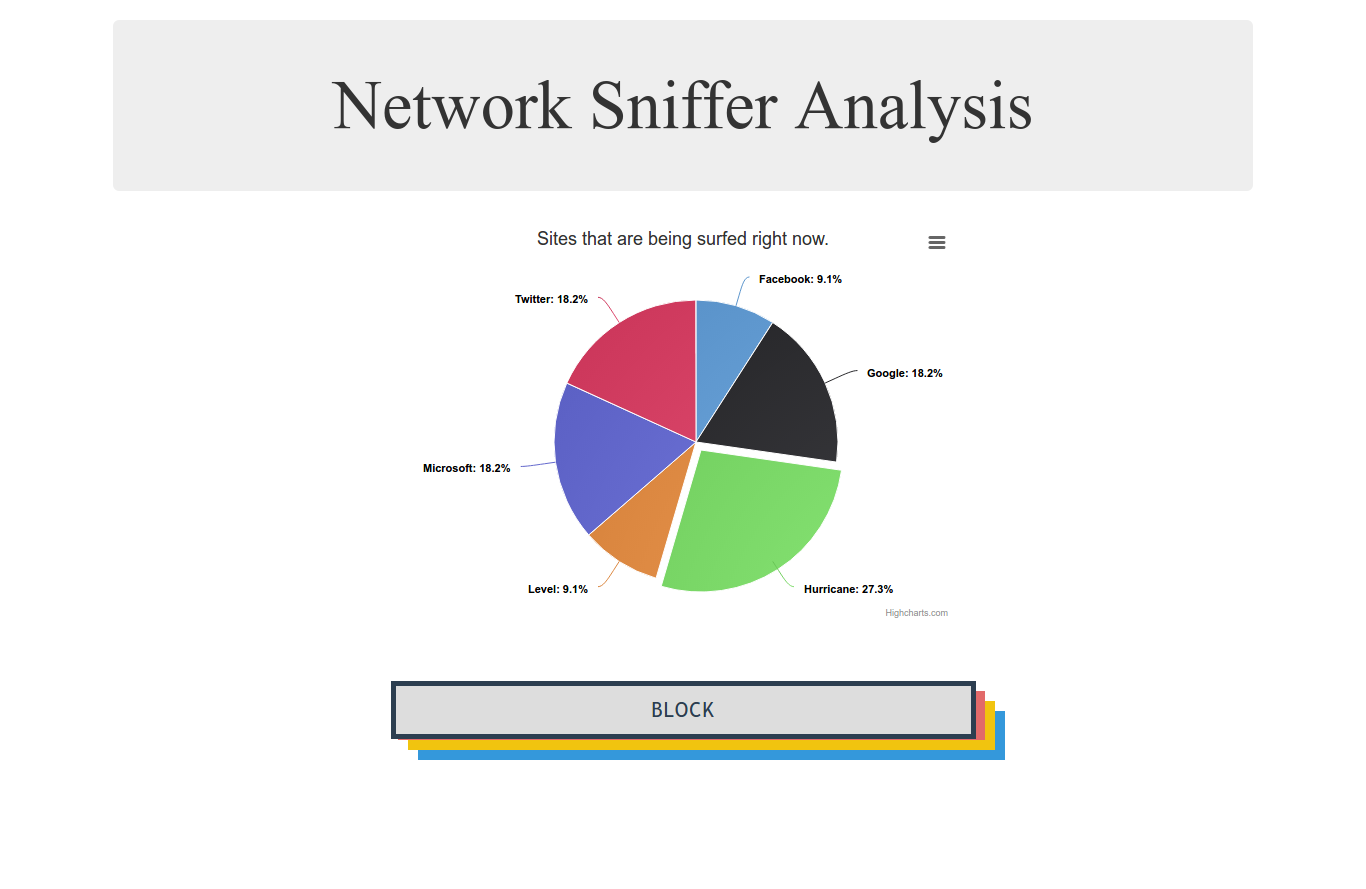 Network Sniffer Analysis
Sites that are being surfed right now.
Facebook: 9.1%
Twitter: 18.2%
Google: 18.2%
Microsoft: 18.2%
Level: 9.1%
Hurricane: 27.3%
Highcharts.com
BLOCK